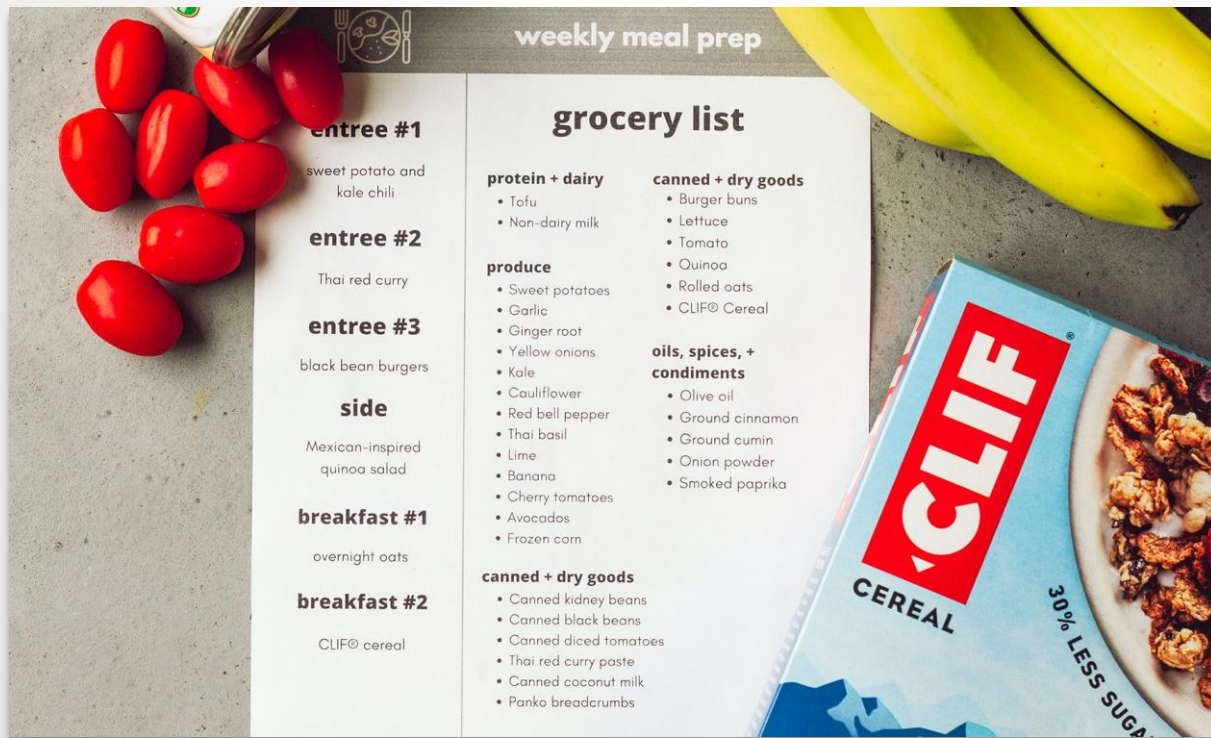 weekly meal prep
entree #1
sweet potato and
kale chili
entree #2
Thai red curry
entree #3
black bean burgers
side
Mexican-inspired
quinoa salad
breakfast #1
overnight oats
breakfast #2
CLIF® cereal
grocery list
protein + dairy
• Tofu
• Non-dairy milk
produce
• Sweet potatoes
• Garlic
• Ginger root
• Yellow onions
• Kale
• Cauliflower
• Red bell pepper
• Thai basil
• Lime
• Banana
• Cherry tomatoes
• Avocados
• Frozen corn
canned + dry goods
• Canned kidney beans
• Canned black beans
• Canned diced tomatoes
• Thai red curry paste
• Canned coconut milk
• Panko breadcrumbs
canned + dry goods
• Burger buns
• Lettuce
• Tomato
• Quinoa
• Rolled oats
• CLIF® Cereal
oils, spices, +
condiments
• Olive oil
• Ground cinnamon
• Ground cumin
• Onion powder
• Smoked paprika
CLIF®
CEREAL
30% LESS SUGA